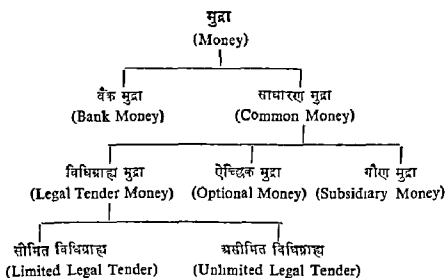 मुद्रा
(Money)
बैंक मुद्रा साधारण मुद्रा
(Bank Money) (Common Money)
विधिग्राह्य मुद्रा ऐच्छिक मुद्रा गौण मुद्रा
(Legal Tender Money) (Optional Money) (Subsidiary Money)
सीमित विधिग्राह्य असीमित विधिग्राह्य
(Limited Legal Tender) (Unlimited Legal Tender)